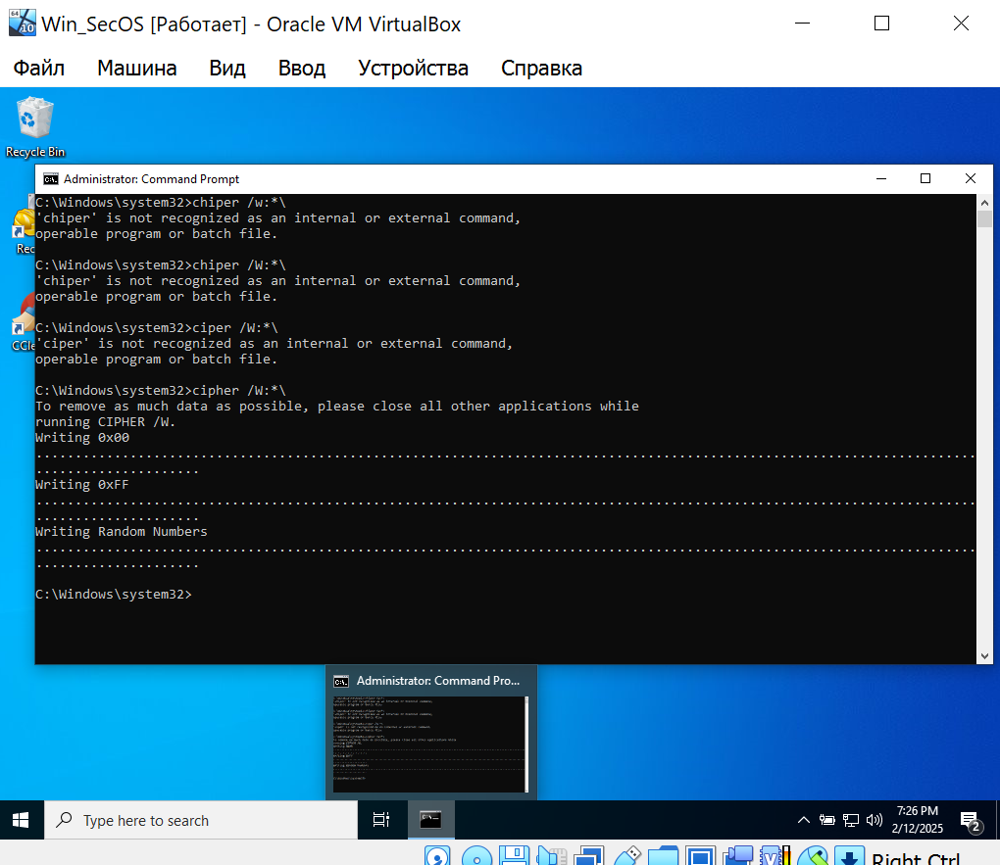 Win_SecOS [Работает] - Oracle VM VirtualBox
Файл Машина Вид Ввод Устройства Справка
Recycle Bin
Administrator: Command Prompt
C:\Windows\system32>chiper /w:*\
'chiper' is not recognized as an internal or external command,
operable program or batch file.
C:\Windows\system32>chiper /W:*\
'chiper' is not recognized as an internal or external command,
operable program or batch file.
C:\Windows\system32>ciper /W:*\
'ciper' is not recognized as an internal or external command,
operable program or batch file.
C:\Windows\system32>cipher /W:*\
To remove as much data as possible, please close all other applications while
running CIPHER /W.
Writing 0x00
........................................................................................................................
.....................
Writing 0xFF
........................................................................................................................
.....................
Writing Random Numbers
........................................................................................................................
.....................
C:\Windows\system32>
Rec
CCle
Administrator: Command Pro...
Type here to search
7:26 PM
2/12/2025
2
Right Ctrl